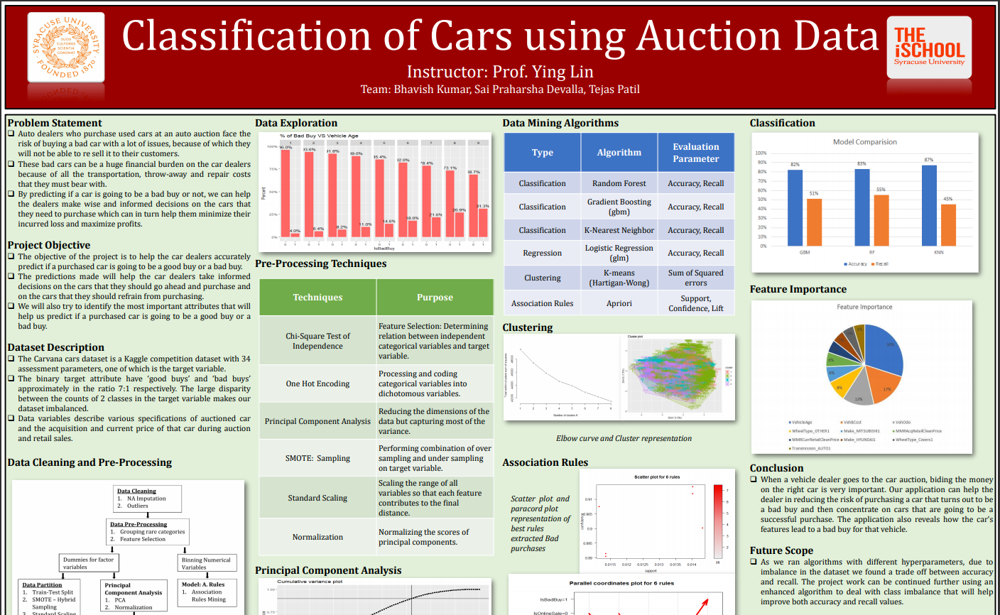 SYRACUSE UNIVERSITY
FOUNDED 1870
SUOS
CULTORES
SCIENTIA
CORONAT
Classification of Cars using Auction Data
Instructor: Prof. Ying Lin
Team: Bhavish Kumar, Sai Praharsha Devalla, Tejas Patil
THE
iSCHOOL
Syracuse University
Problem Statement
❑ Auto dealers who purchase used cars at an auto auction face the
risk of buying a bad car with a lot of issues, because of which they
will not be able to re sell it to their customers.
❑ These bad cars can be a huge financial burden on the car dealers
because of all the transportation, throw-away and repair costs
that they must bear with.
❑ By predicting if a car is going to be a bad buy or not, we can help
the dealers make wise and informed decisions on the cars that
they need to purchase which can in turn help them minimize their
incurred loss and maximize profits.
Project Objective
❑ The objective of the project is to help the car dealers accurately
predict if a purchased car is going to be a good buy or a bad buy.
❑ The predictions made will help the car dealers take informed
decisions on the cars that they should go ahead and purchase and
on the cars that they should refrain from purchasing.
❑ We will also try to identify the most important attributes that will
help us predict if a purchased car is going to be a good buy or a
bad buy.
Dataset Description
❑ The Carvana cars dataset is a Kaggle competition dataset with 34
assessment parameters, one of which is the target variable.
❑ The binary target attribute have ‘good buys’ and ‘bad buys’
approximately in the ratio 7:1 respectively. The large disparity
between the counts of 2 classes in the target variable makes our
dataset imbalanced.
❑ Data variables describe various specifications of auctioned car
and the acquisition and current price of that car during auction
and retail sales.
Data Cleaning and Pre-Processing
Data Cleaning
1. NA Imputation
2. Outliers
Data Pre-Processing
1. Grouping rare categories
2. Feature Selection
Dummies for factor
variables
Binning Numerical
Variables
Data Partition
1. Train-Test Split
2. SMOTE – Hybrid
Sampling
3. Standard Scaling
Principal
Component Analysis
1. PCA
2. Normalization
Model: A. Rules
1. Association
Rules Mining
Data Exploration
% of Bad Buy VS Vehicle Age
1 2 3 4 5 6 7 8 9
100%
75%
50%
25%
0%
Percent
96.0% 93.6% 91.8% 89.0% 85.4% 82.0% 78.4% 73.1% 68.7%
4.0% 6.4% 8.2% 11.0% 14.6% 18.0% 21.6% 26.9% 31.3%
0 1 0 1 0 1 0 1 0 1 0 1 0 1 0 1 0 1
IsBadBuy
Pre-Processing Techniques
Techniques Purpose
Chi-Square Test of
Independence
Feature Selection: Determining
relation between independent
categorical variables and target
variable.
One Hot Encoding
Processing and coding
categorical variables into
dichotomous variables.
Principal Component Analysis
Reducing the dimensions of the
data but capturing most of the
variance.
SMOTE: Sampling
Performing combination of over
sampling and under sampling
on target variable.
Standard Scaling
Scaling the range of all
variables so that each feature
contributes to the final
distance.
Normalization
Normalizing the scores of
principal components.
Principal Component Analysis
Cumulative variance plot
1.00
0.75
Data Mining Algorithms
Type Algorithm Evaluation
Parameter
Classification Random Forest Accuracy, Recall
Classification Gradient Boosting
(gbm) Accuracy, Recall
Classification K-Nearest Neighbor Accuracy, Recall
Regression Logistic Regression
(glm) Accuracy, Recall
Clustering K-means
(Hartigan-Wong) Sum of Squared
errors
Association Rules Apriori Support,
Confidence, Lift
Clustering
1 2 3 4 5 6 7 8
Number of clusters K
Cluster plot
cluster
Elbow curve and Cluster representation
Association Rules
Scatter plot and
paracord plot
representation of
best rules
extracted Bad
purchases
Scatter plot for 6 rules
0.91
0.905
0.9
0.895
0.89
confidence
0.0115 0.012 0.0125 0.013 0.0135 0.014
support
7
6
5
4
3
2
lift
Parallel coordinates plot for 6 rules
IsBadBuy=1
IsOnlineSale=0
Classification
Model Comparision
100%
90%
80%
70%
60%
50%
40%
30%
20%
10%
0%
82% 51% 83% 55% 87% 45%
GBM RF KNN
Accuracy Recall
Feature Importance
Feature Importance
17%
13%
8%
8%
6%
VehicleAge VehBCost VehOdo
WheelType_OTHER1 Make_MITSUBISHI1 MMRAcqRetailCleanPrice
MMRCurrRetailCleanPrice Make_HYUNDAI1 WheelType_Covers1
Transmission_AUTO1
Conclusion
❑ When a vehicle dealer goes to the car auction, biding the money
on the right car is very important. Our application can help the
dealer in reducing the risk of purchasing a car that turns out to be
a bad buy and then concentrate on cars that are going to be a
successful purchase. The application also reveals how the car’s
features lead to a bad buy for that vehicle.
Future Scope
❑ As we ran algorithms with different hyperparameters, due to
imbalance in the dataset we found a trade off between accuracy
and recall. The project work can be continued further using an
enhanced algorithm to deal with class imbalance that will help
improve both accuracy and recall values.